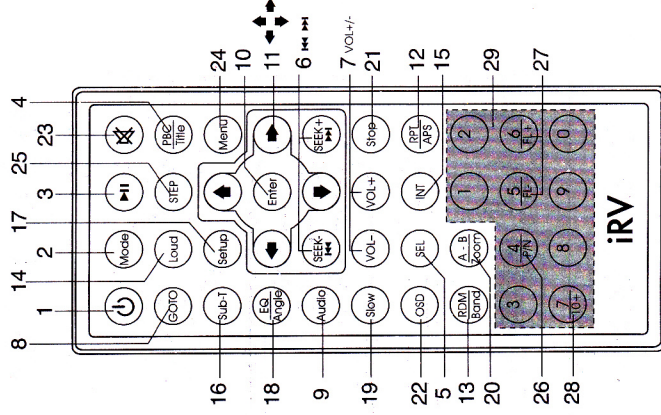 8 14 1 2 17 3 25 23 4
Mode
GOTO Loud STEP PBC
Title
16 Sub-T Setup Menu 24
10
18 EQ Enter 11
Angle
9 Audio SEEK- SEEK+ 6
7 VOL+/-
19 Slow VOL- VOL+ Stop 21
22 OSD SEL INT RPT 12
APS
5 15
13 RDM A - B 1 2 29
Band Zoom
20
3 4 5 6
P/N FL- FL+
26 27
7 8 9 0
10+
28
iRV